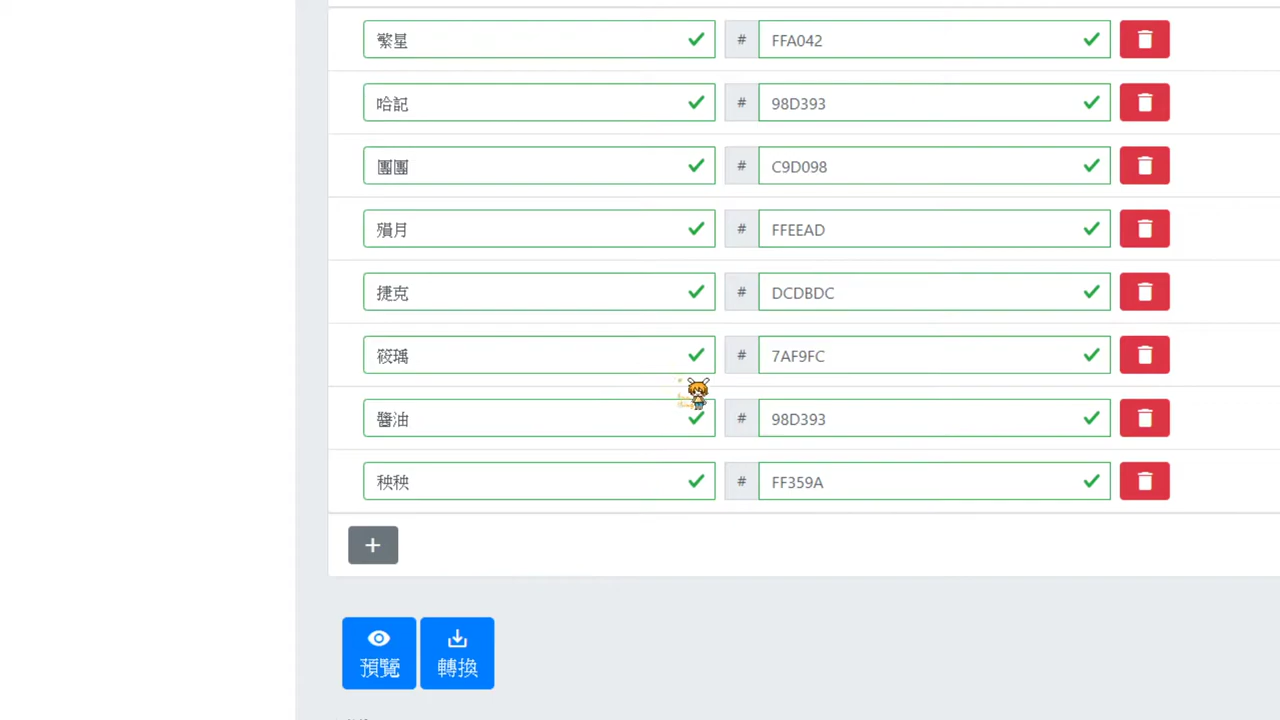 繁星 # FFA042
哈記 # 98D393
團團 # C9D098
殞月 # FFEEAD
捷克 # DCDBDC
筱瑀 # 7AF9FC
醬油 # 98D393
秧秧 # FF359A
+
預覽 轉換